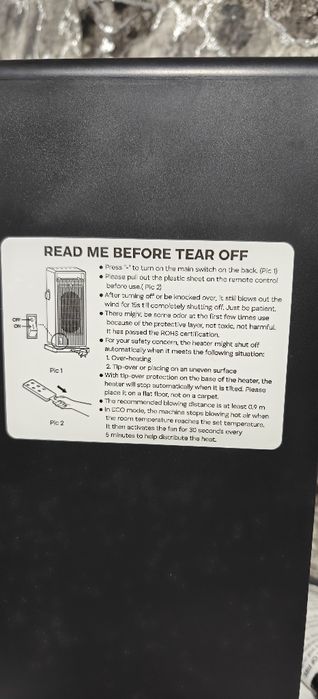 READ ME BEFORE TEAR OFF
● Press "-" to turn on the main switch on the back. (Pic 1)
● Please pull out the plastic sheet on the remote control
before use.( Pic 2)
● After turning off or be knocked over, it still blows out the
wind for 15s till completely shutting off. Just be patient.
● There might be some odor at the first few times use
because of the protective layer, not toxic, not harmful.
It has passed the ROHS certification.
● For your safety concern, the heater might shut off
automatically when it meets the following situation:
1. Over-heating
2. Tip-over or placing on an uneven surface
● With tip-over protection on the base of the heater, the
heater will stop automatically when it is tilted. Please
place it on a flat floor, not on a carpet.
● The recommended blowing distance is at least 0.9 m
● In ECO mode, the machine stops blowing hot air when
the room temperature reaches the set temperature.
It then activates the fan for 30 seconds every
5 minutes to help distribute the heat.
OFF
ON
Pic 1
Pic 2